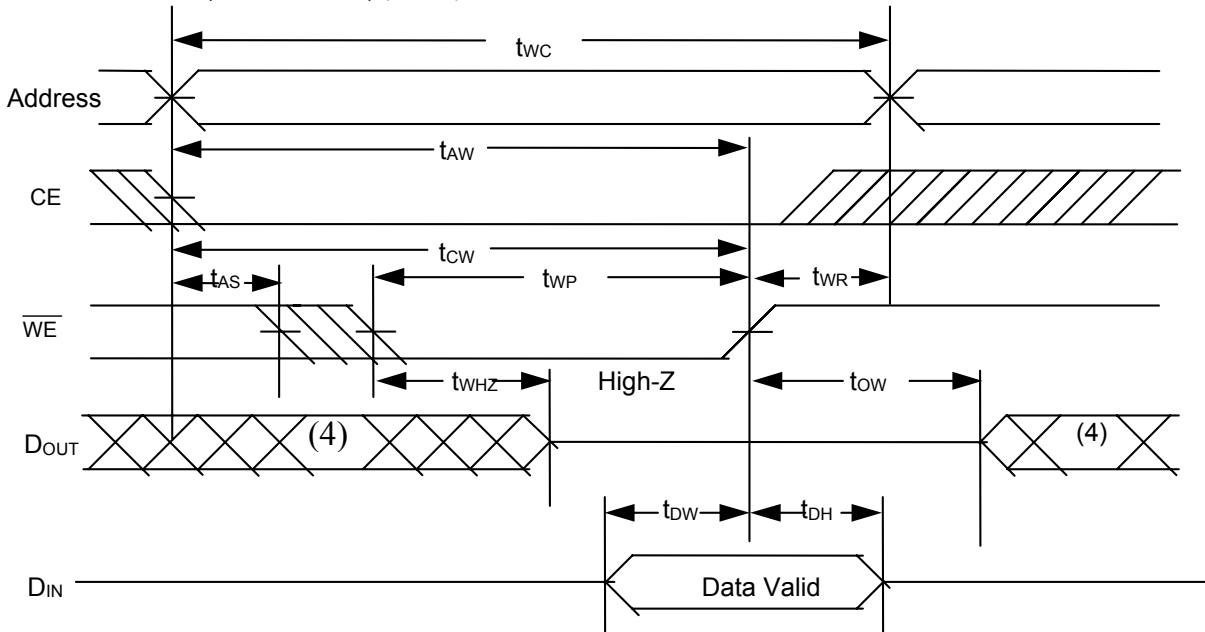 tWC
Address
tAW
CE
tCW
tAS
tWP
tWR
WE
tWHZ
High-Z
tOW
DOUT
(4)
(4)
tDW
tDH
DIN
Data Valid